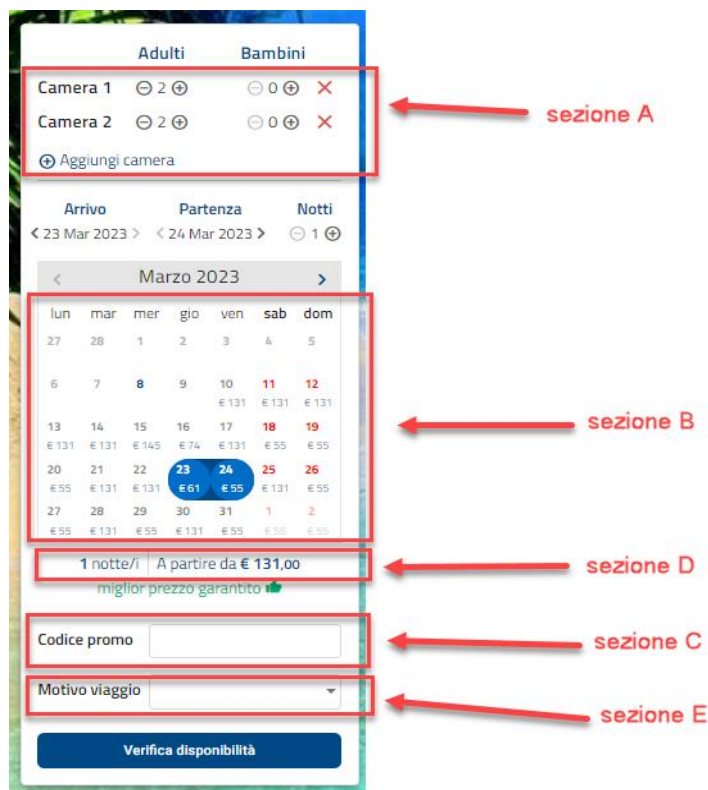 Adulti Bambini
Camera 1 2 0
sezione A
Camera 2 2 0
Aggiungi camera
Arrivo Partenza Notti
23 Mar 2023 24 Mar 2023 1
Marzo 2023
lun mar mer gio ven sab dom
27 28 1 2 3 4 5
6 7 8 9 10 11 12
€ 131 € 131 € 131
13 14 15 16 17 18 19
sezione B
€ 131 € 131 € 145 € 74 € 131 € 55 € 55
20 21 22 23 24 25 26
€ 55 € 131 € 131 € 61 € 55 € 131 € 55
27 28 29 30 31 1 2
€ 55 € 131 € 55 € 131 € 55 € 56 € 55
1 notte/i A partire da € 131,00
sezione D
miglior prezzo garantito
Codice promo
sezione C
Motivo viaggio
sezione E
Verifica disponibilità